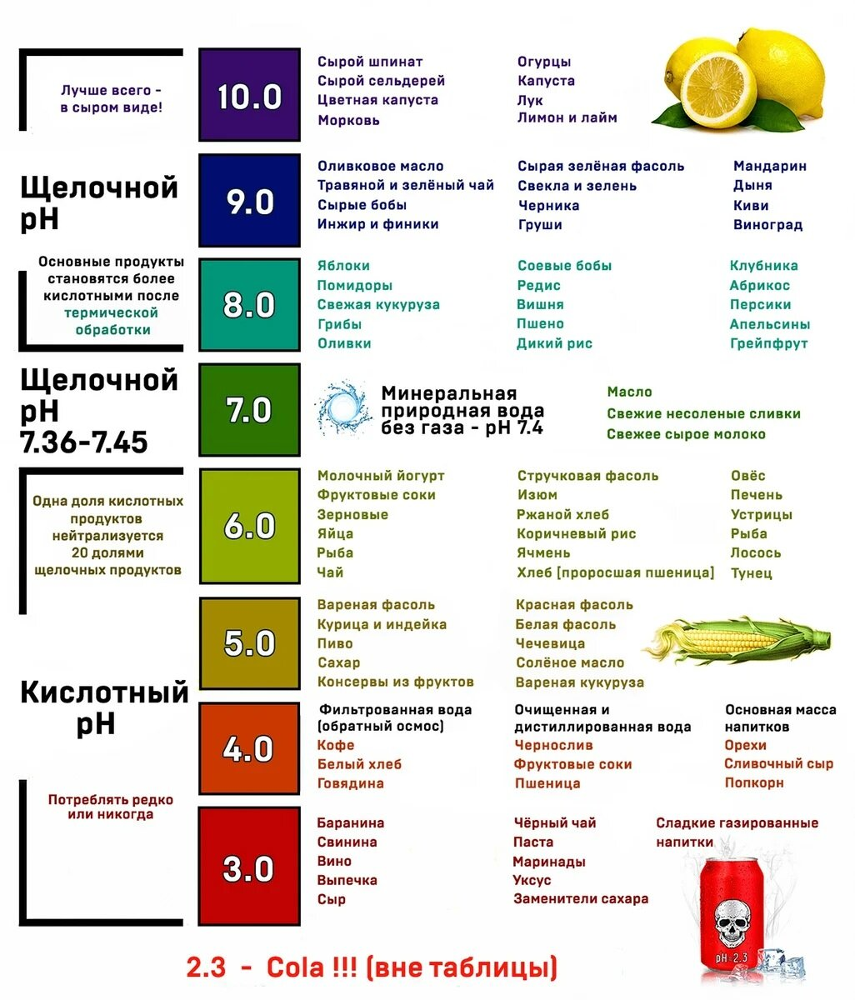 Лучше всего -
в сыром виде!
10.0
Сырой шпинат
Сырой сельдерей
Цветная капуста
Морковь
Огурцы
Капуста
Лук
Лимон и лайм
Щелочной
pH
9.0
Оливковое масло
Травяной и зелёный чай
Сырые бобы
Инжир и финики
Сырая зелёная фасоль
Свекла и зелень
Черника
Груши
Мандарин
Дыня
Киви
Виноград
Основные продукты
становятся более
кислотными после
термической
обработки
8.0
Яблоки
Помидоры
Свежая кукуруза
Грибы
Оливки
Соевые бобы
Редис
Вишня
Пшено
Дикий рис
Клубника
Абрикос
Персики
Апельсины
Грейпфрут
Щелочной
pH
7.36-7.45
7.0
Минеральная
природная вода
без газа - pH 7.4
Масло
Свежие несоленые сливки
Свежее сырое молоко
Одна доля кислотных
продуктов
нейтрализуется
20 долями
щелочных продуктов
6.0
Молочный йогурт
Фруктовые соки
Зерновые
Яйца
Рыба
Чай
Стручковая фасоль
Изюм
Ржаной хлеб
Коричневый рис
Ячмень
Хлеб [проросшая пшеница]
Овёс
Печень
Устрицы
Рыба
Лосось
Тунец
5.0
Вареная фасоль
Курица и индейка
Пиво
Сахар
Консервы из фруктов
Красная фасоль
Белая фасоль
Чечевица
Солёное масло
Вареная кукуруза
Кислотный
pH
4.0
Фильтрованная вода
(обратный осмос)
Кофе
Белый хлеб
Говядина
Очищенная и
дистиллированная вода
Чернослив
Фруктовые соки
Пшеница
Основная масса
напитков
Орехи
Сливочный сыр
Попкорн
Потреблять редко
или никогда
3.0
Баранина
Свинина
Вино
Выпечка
Сыр
Чёрный чай
Паста
Маринады
Уксус
Заменители сахара
Сладкие газированные
напитки
pH=2.3
2.3 - Cola !!! (вне таблицы)